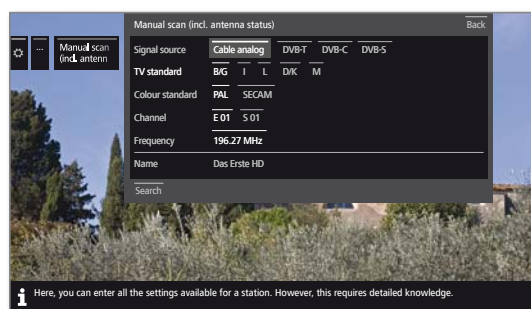 Manual scan (incl. antenna status) Back
... Manual scan
(incl. antenn
Signal source Cable analog DVB-T DVB-C DVB-S
TV standard B/G I L D/K M
Colour standard PAL SECAM
Channel E 01 S 01
Frequency 196.27 MHz
Name Das Erste HD
Search
Here, you can enter all the settings available for a station. However, this requires detailed knowledge.